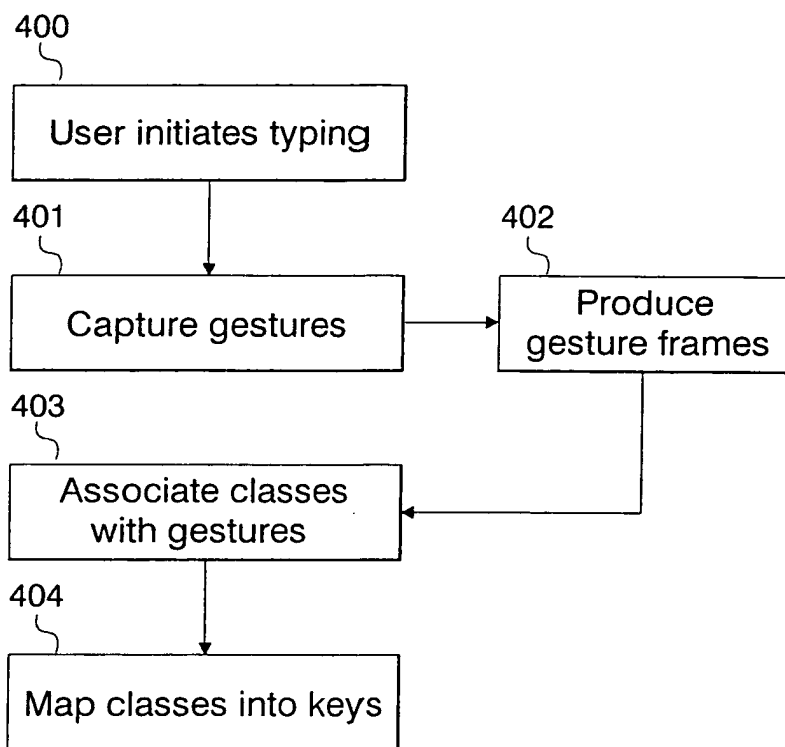 400
User initiates typing
401
Capture gestures
402
Produce
gesture frames
403
Associate classes
with gestures
404
Map classes into keys